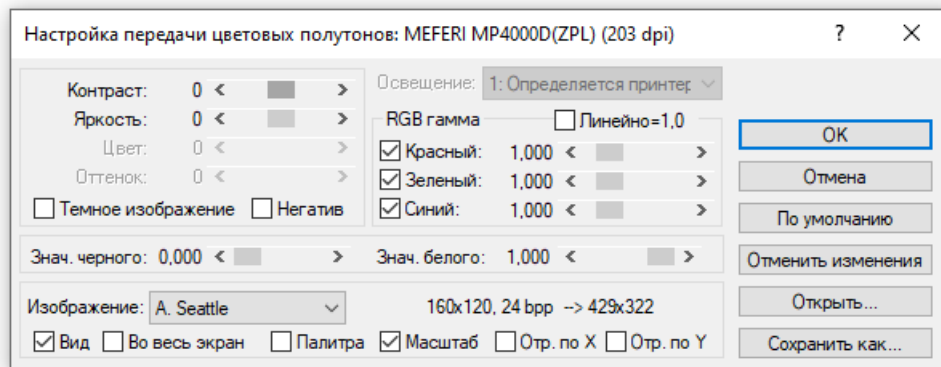 Настройка передачи цветовых полутонов: MEFERI MP4000D(ZPL) (203 dpi)
Контраст: 0
Яркость: 0
Цвет: 0
Оттенок: 0
Темное изображение Негатив
Освещение: 1: Определяется принтер
RGB гамма Линейно=1,0
Красный: 1,000
Зеленый: 1,000
Синий: 1,000
Знач. черного: 0,000 Знач. белого: 1,000
Изображение: A. Seattle 160x120, 24 bpp --> 429x322
Вид Во весь экран Палитра Масштаб Отр. по X Отр. по Y
OK
Отмена
По умолчанию
Отменить изменения
Открыть...
Сохранить как...